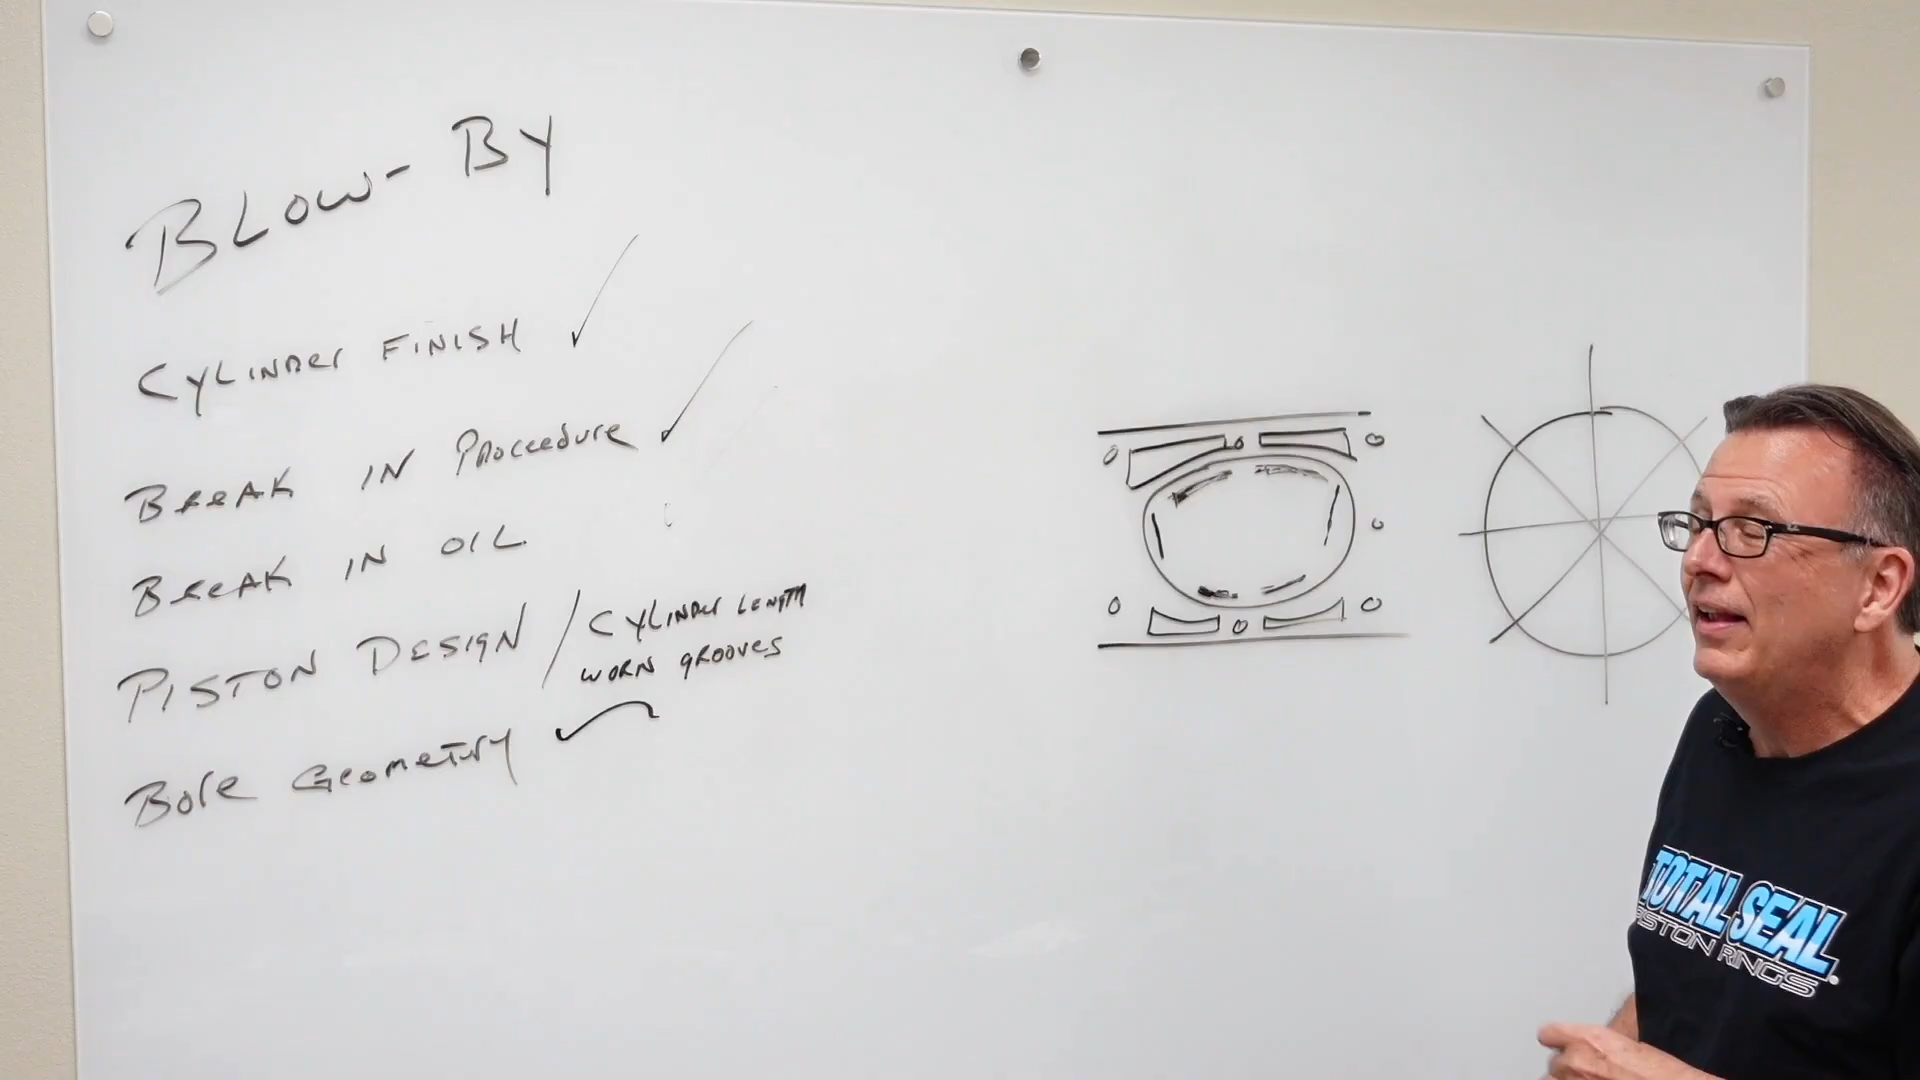 BLOW-BY
CYLINDER FINISH ✓
BREAK IN PROCEEDURE ✓
BREAK IN OIL
PISTON DESIGN / CYLINDER LENGTH
WORN GROOVES
BORE GEOMETRY ✓
TOTAL SEAL
PISTON RINGS